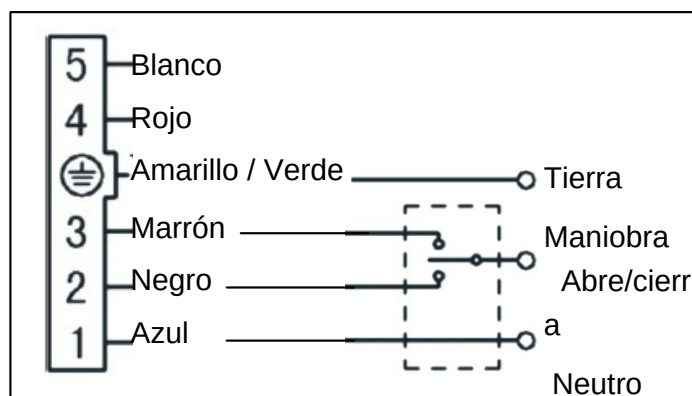 5 Blanco
4 Rojo
Amarillo / Verde Tierra
3 Marrón Maniobra
2 Negro Abre/cierr
1 Azul a
Neutro